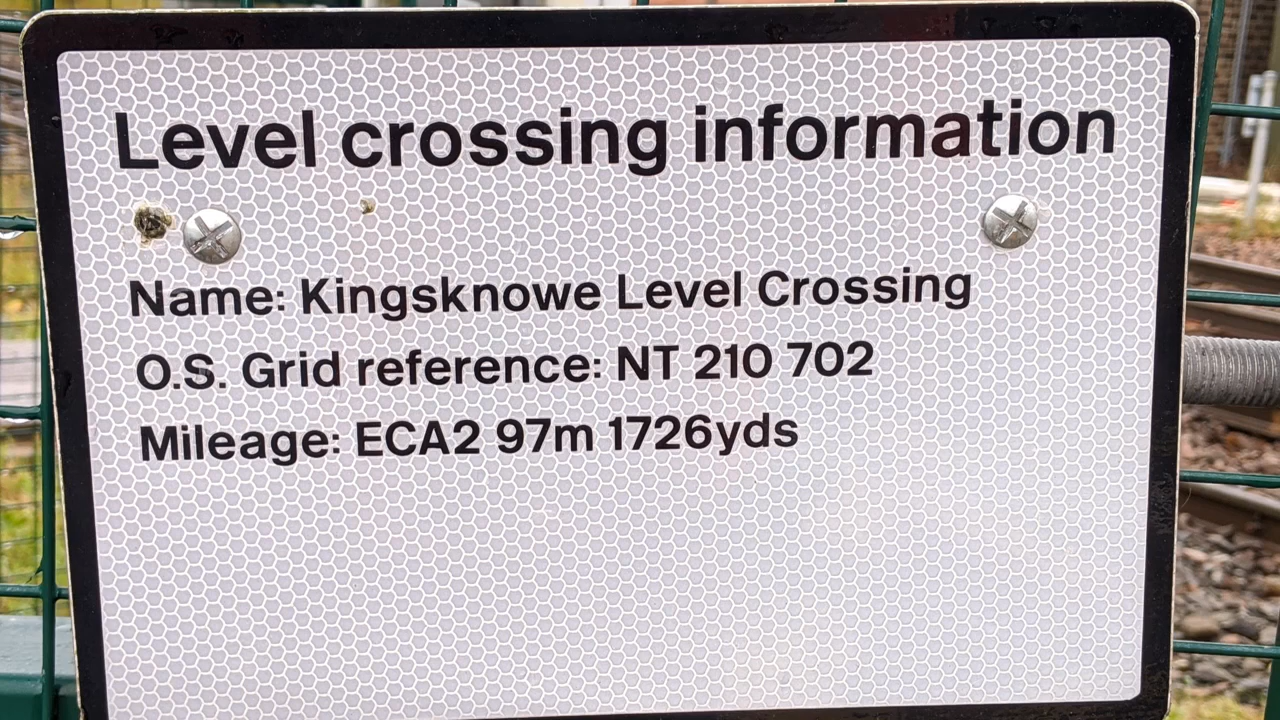 Level crossing information
Name: Kingsknowe Level Crossing
O.S. Grid reference: NT 210 702
Mileage: ECA2 97m 1726yds